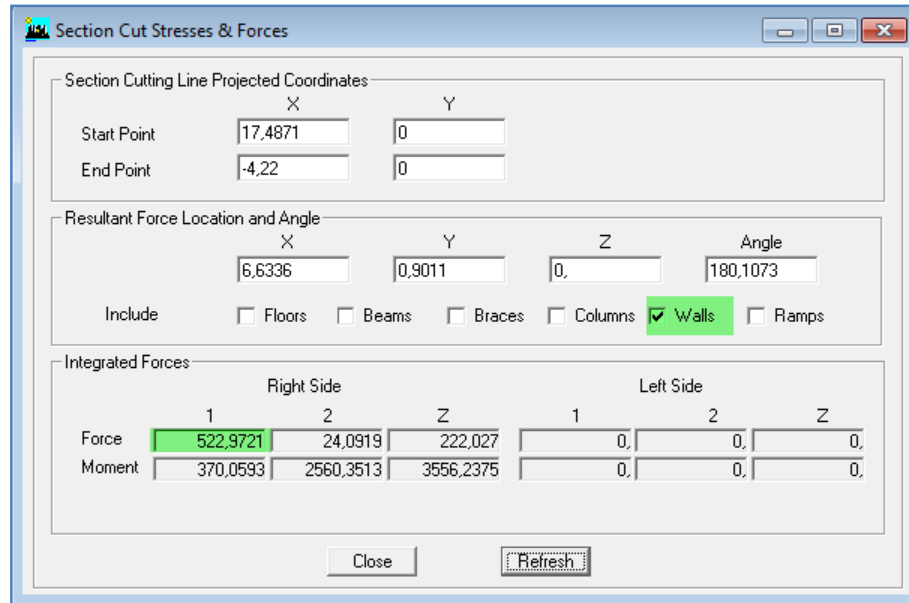 Section Cut Stresses & Forces
Section Cutting Line Projected Coordinates
X Y
Start Point 17,4871 0
End Point -4,22 0
Resultant Force Location and Angle
X Y Z Angle
6,6336 0,9011 0, 180,1073
Include Floors Beams Braces Columns Walls Ramps
Integrated Forces
Right Side Left Side
1 2 Z 1 2 Z
Force 522,9721 24,0919 222,027 0, 0, 0,
Moment 370,0593 2560,3513 3556,2375 0, 0, 0,
Close Refresh